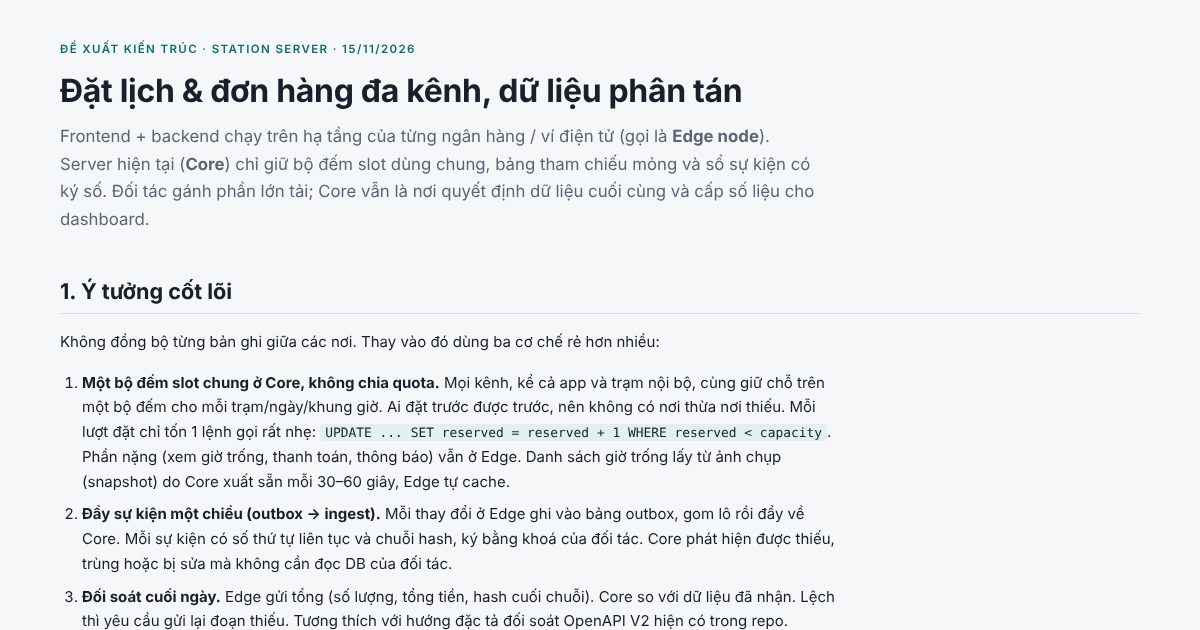 ĐỀ XUẤT KIẾN TRÚC · STATION SERVER · 15/11/2026
Đặt lịch & đơn hàng đa kênh, dữ liệu phân tán
Frontend + backend chạy trên hạ tầng của từng ngân hàng / ví điện tử (gọi là Edge node).
Server hiện tại (Core) chỉ giữ bộ đếm slot dùng chung, bảng tham chiếu mỏng và sổ sự kiện có
ký số. Đối tác gánh phần lớn tải; Core vẫn là nơi quyết định dữ liệu cuối cùng và cấp số liệu cho
dashboard.
1. Ý tưởng cốt lõi
Không đồng bộ từng bản ghi giữa các nơi. Thay vào đó dùng ba cơ chế rẻ hơn nhiều:
1. Một bộ đếm slot chung ở Core, không chia quota. Mọi kênh, kể cả app và trạm nội bộ, cùng giữ chỗ trên
một bộ đếm cho mỗi trạm/ngày/khung giờ. Ai đặt trước được trước, nên không có nơi thừa nơi thiếu. Mỗi
lượt đặt chỉ tốn 1 lệnh gọi rất nhẹ: UPDATE ... SET reserved = reserved + 1 WHERE reserved < capacity.
Phần nặng (xem giờ trống, thanh toán, thông báo) vẫn ở Edge. Danh sách giờ trống lấy từ ảnh chụp
(snapshot) do Core xuất sẵn mỗi 30–60 giây, Edge tự cache.
2. Đẩy sự kiện một chiều (outbox → ingest). Mỗi thay đổi ở Edge ghi vào bảng outbox, gom lô rồi đẩy về
Core. Mỗi sự kiện có số thứ tự liên tục và chuỗi hash, ký bằng khoá của đối tác. Core phát hiện được thiếu,
trùng hoặc bị sửa mà không cần đọc DB của đối tác.
3. Đối soát cuối ngày. Edge gửi tổng (số lượng, tổng tiền, hash cuối chuỗi). Core so với dữ liệu đã nhận. Lệch
thì yêu cầu gửi lại đoạn thiếu. Tương thích với hướng đặc tả đối soát OpenAPI V2 hiện có trong repo.